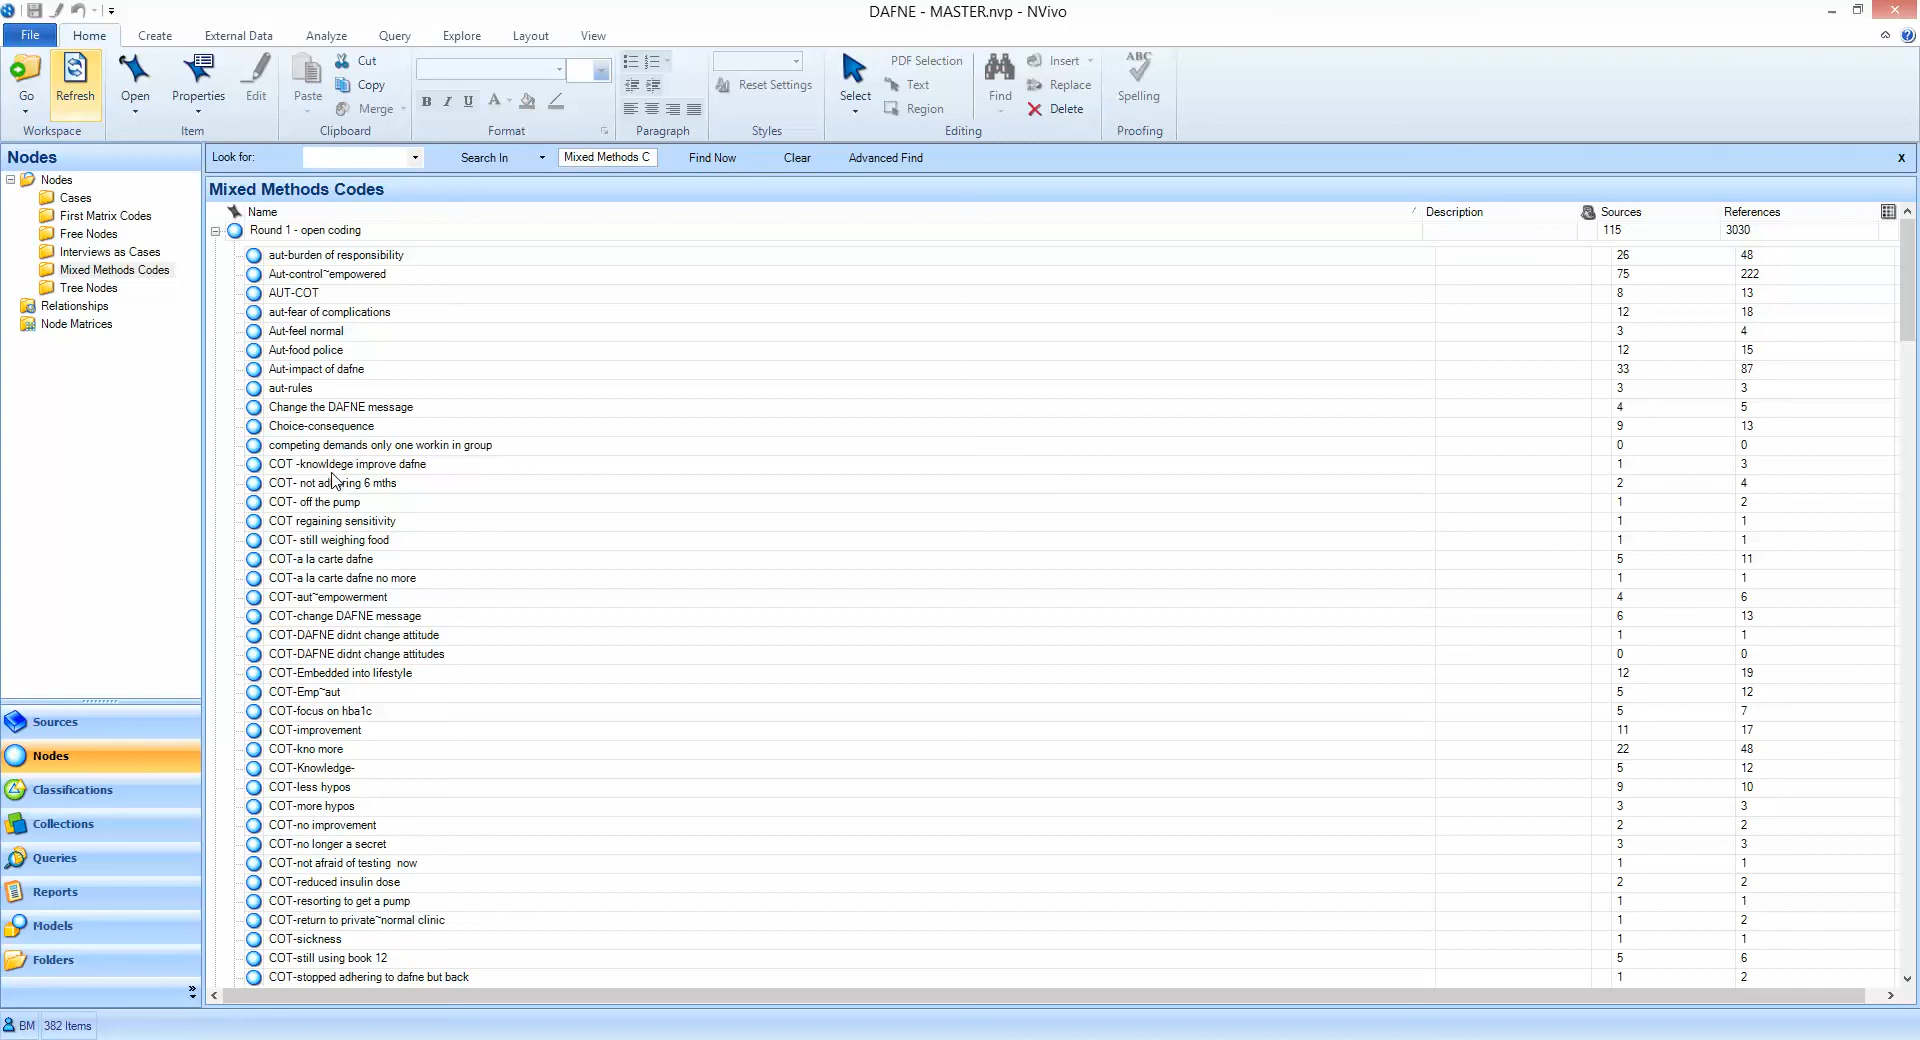 DAFNE - MASTER.nvp - NVivo
File Home Create External Data Analyze Query Explore Layout View
Go Refresh Open Properties Edit Paste Cut Copy Merge
B I U A
Reset Settings
Select PDF Selection Text Region Find Insert Replace Delete
ABC Spelling
Workspace Item Clipboard Format Paragraph Styles Editing Proofing
Nodes
Look for: Search In Mixed Methods C Find Now Clear Advanced Find x
Nodes
Cases
First Matrix Codes
Free Nodes
Interviews as Cases
Mixed Methods Codes
Tree Nodes
Relationships
Node Matrices
Sources
Nodes
Classifications
Collections
Queries
Reports
Models
Folders
Mixed Methods Codes
Name Description Sources References
Round 1 - open coding 115 3030
aut-burden of responsibility 26 48
Aut-control~empowered 75 222
AUT-COT 8 13
aut-fear of complications 12 18
Aut-feel normal 3 4
Aut-food police 12 15
Aut-impact of dafne 33 87
aut-rules 3 3
Change the DAFNE message 4 5
Choice-consequence 9 13
competing demands only one workin in group 0 0
COT -knowldege improve dafne 1 3
COT- not adhering 6 mths 2 4
COT- off the pump 1 2
COT regaining sensitivity 1 1
COT- still weighing food 1 1
COT-a la carte dafne 5 11
COT-a la carte dafne no more 1 1
COT-aut~empowerment 4 6
COT-change DAFNE message 6 13
COT-DAFNE didnt change attitude 1 1
COT-DAFNE didnt change attitudes 0 0
COT-Embedded into lifestyle 12 19
COT-Emp~aut 5 12
COT-focus on hba1c 5 7
COT-improvement 11 17
COT-kno more 22 48
COT-Knowledge- 5 12
COT-less hypos 9 10
COT-more hypos 3 3
COT-no improvement 2 2
COT-no longer a secret 3 3
COT-not afraid of testing  now 1 1
COT-reduced insulin dose 2 2
COT-resorting to get a pump 1 1
COT-return to private~normal clinic 1 2
COT-sickness 1 1
COT-still using book 12 5 6
COT-stopped adhering to dafne but back 1 2
BM 382 Items